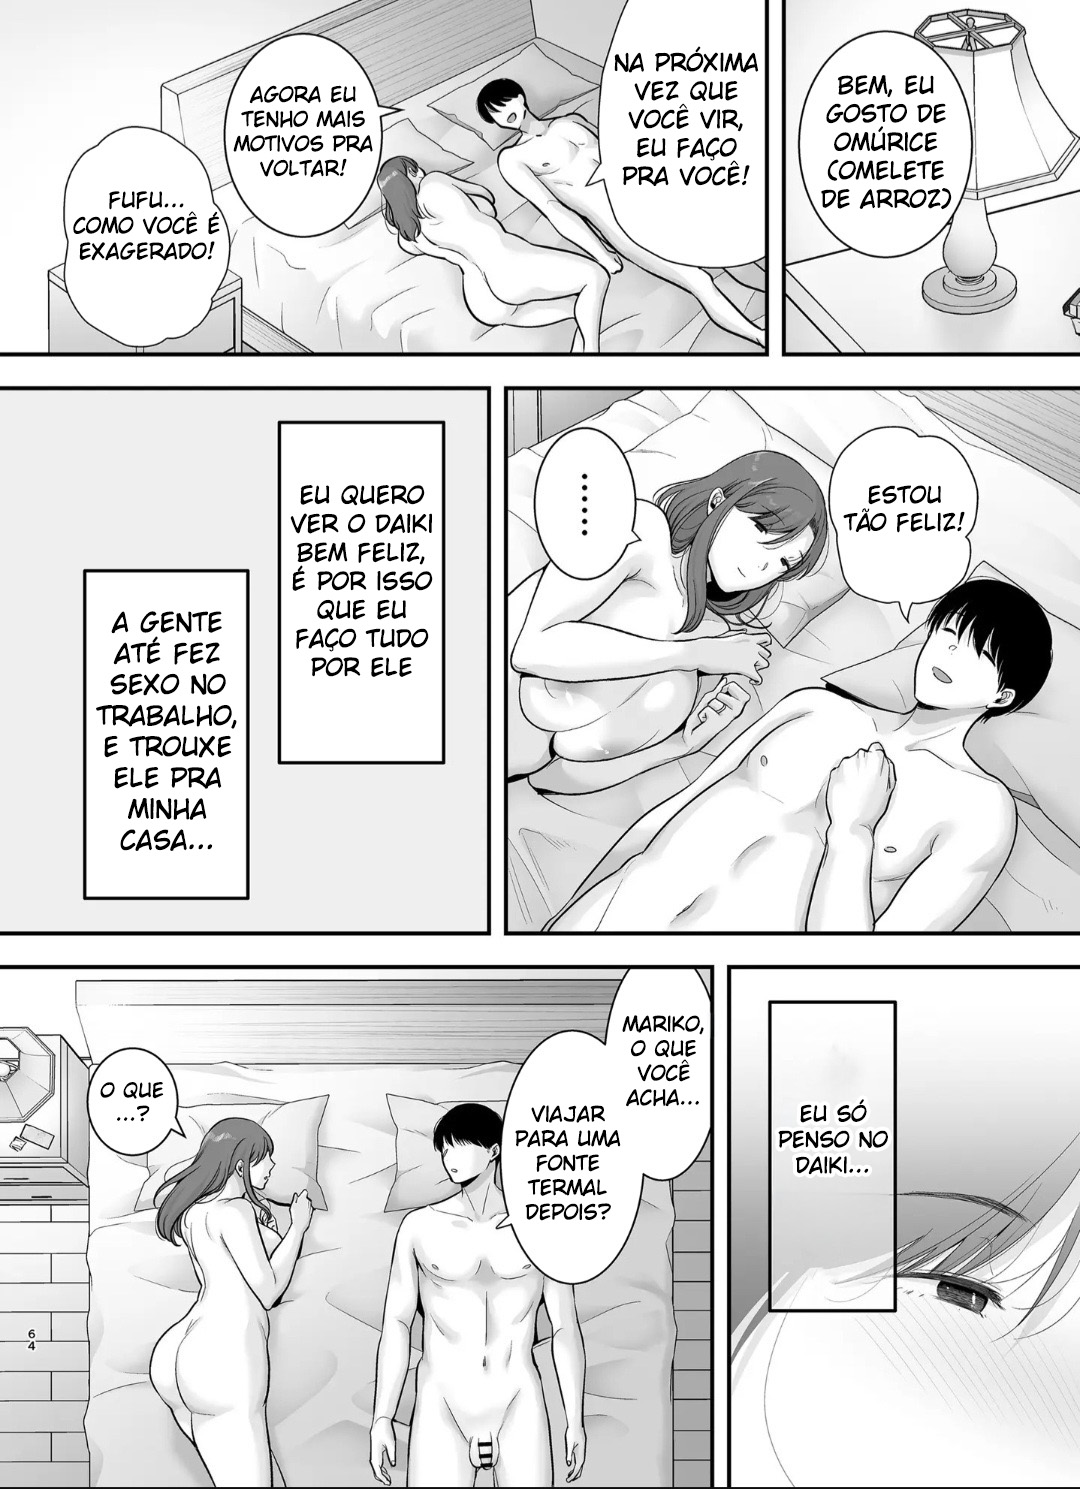 BEM, EU
GOSTO DE
OMÚRICE
(OMELETE
DE ARROZ)
NA PRÓXIMA
VEZ QUE
VOCÊ VIR,
EU FAÇO
PRA VOCÊ!
AGORA EU
TENHO MAIS
MOTIVOS PRA
VOLTAR!
FUFU...
COMO VOCÊ É
EXAGERADO!
ESTOU
TÃO FELIZ!
......
EU QUERO
VER O DAIKI
BEM FELIZ,
É POR ISSO
QUE EU
FAÇO TUDO
POR ELE
A GENTE
ATÉ FEZ
SEXO NO
TRABALHO,
E TROUXE
ELE PRA
MINHA
CASA...
EU SÓ
PENSO NO
DAIKI...
MARIKO,
O QUE
VOCÊ
ACHA...
VIAJAR
PARA UMA
FONTE
TERMAL
DEPOIS?
O QUE
...?
64